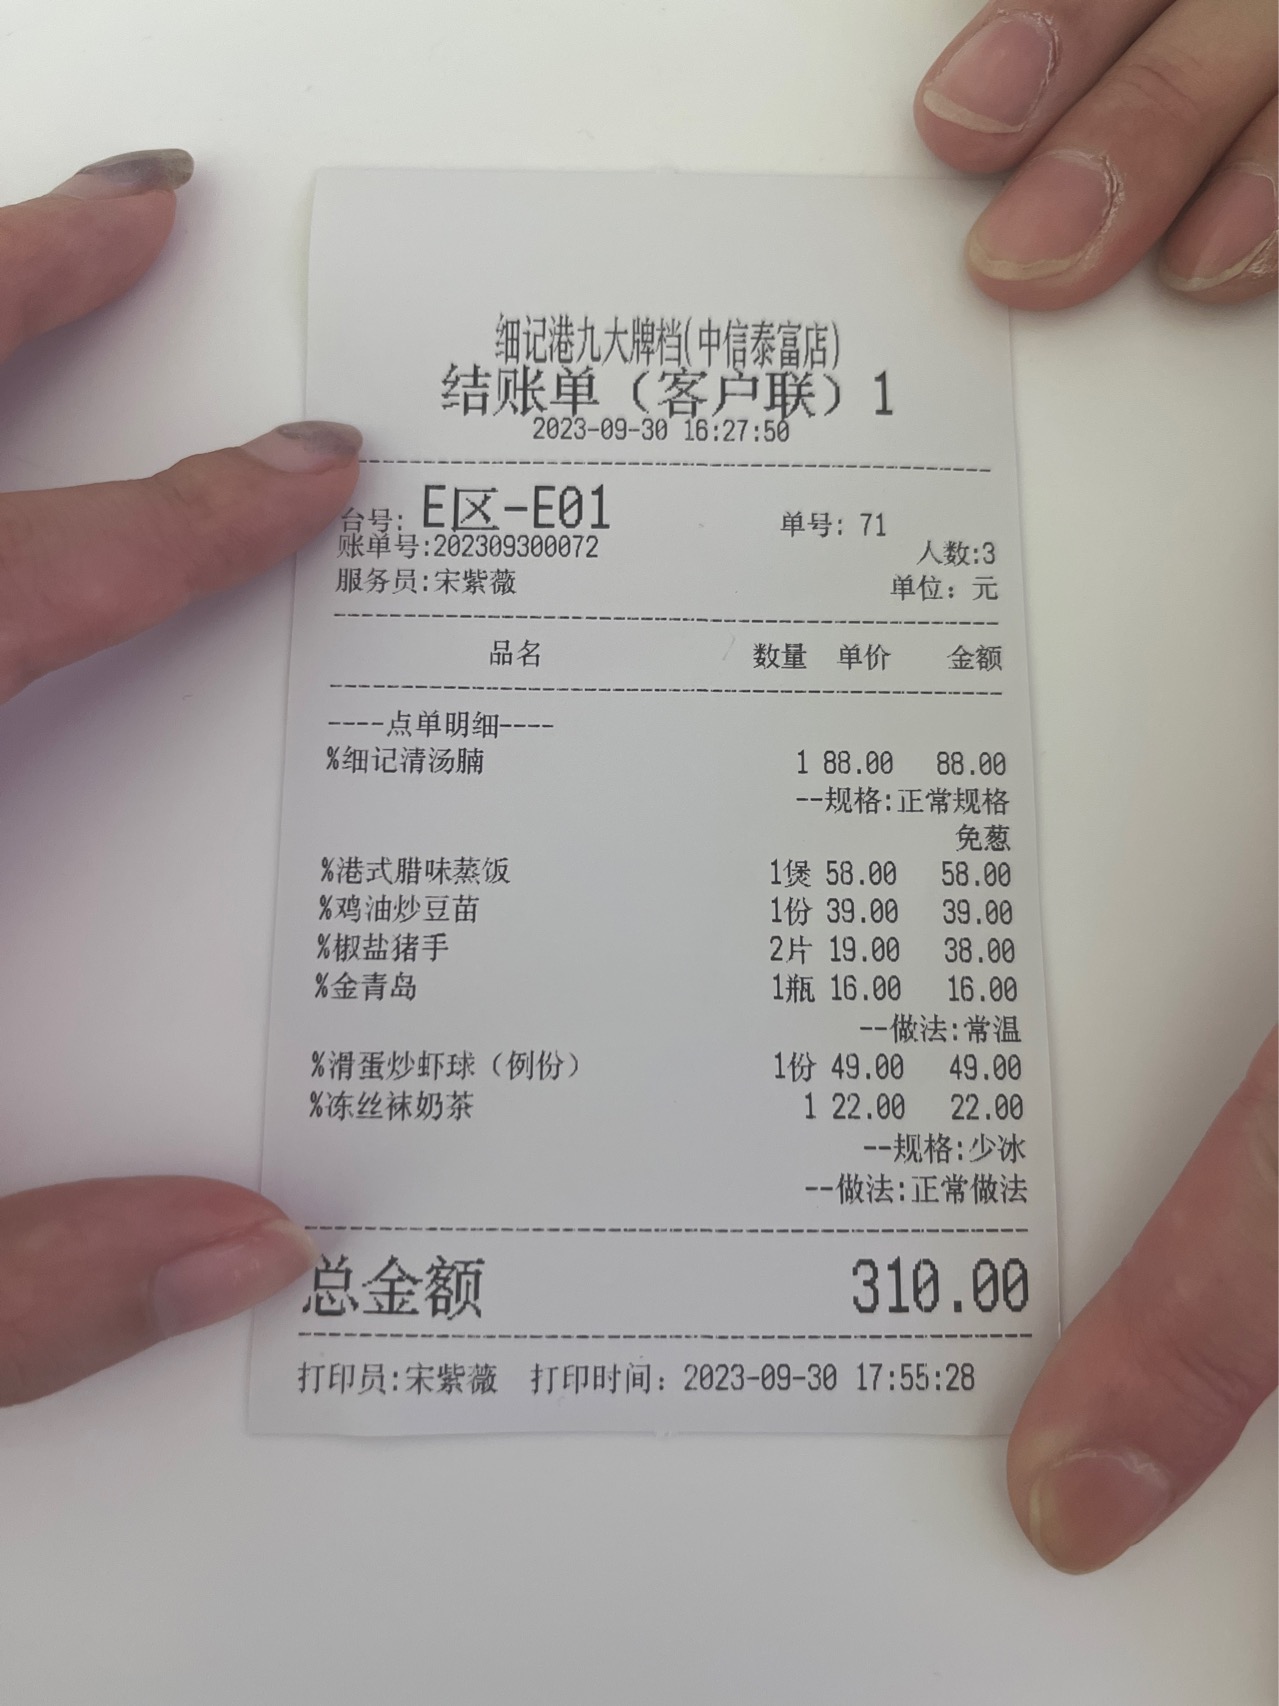 细记港九大牌档(中信泰富店)
结账单（客户联）1
2023-09-30 16:27:50
台号: E区-E01 单号: 71
账单号:202309300072 人数:3
服务员:宋紫薇 单位: 元
品名 数量 单价 金额
----点单明细----
%细记清汤腩 1 88.00 88.00
--规格:正常规格
免葱
%港式腊味蒸饭 1煲 58.00 58.00
%鸡油炒豆苗 1份 39.00 39.00
%椒盐猪手 2片 19.00 38.00
%金青岛 1瓶 16.00 16.00
--做法:常温
%滑蛋炒虾球（例份） 1份 49.00 49.00
%冻丝袜奶茶 1 22.00 22.00
--规格:少冰
--做法:正常做法
总金额 310.00
打印员:宋紫薇 打印时间: 2023-09-30 17:55:28